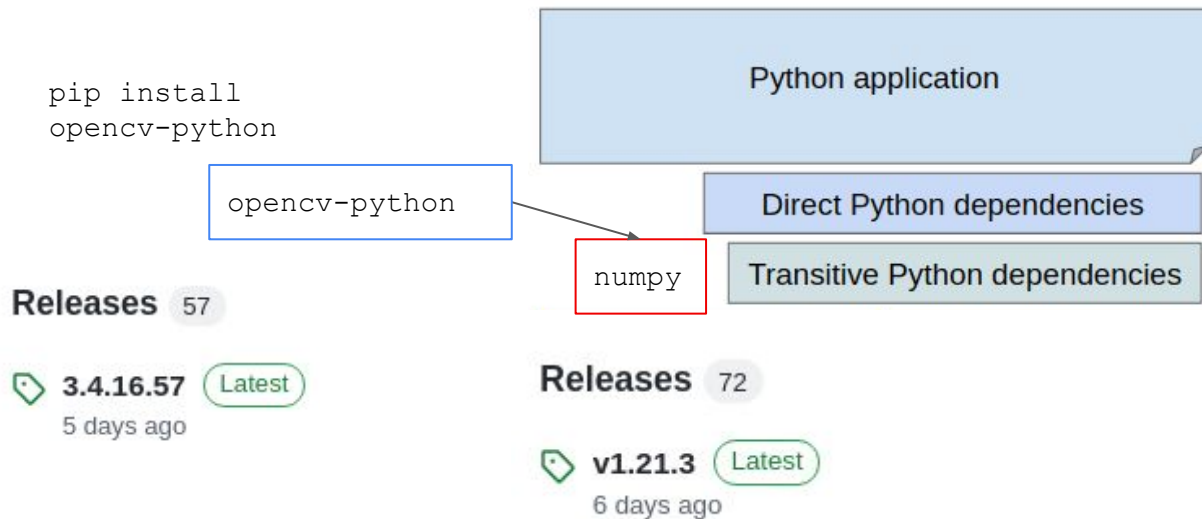 pip install
opencv-python
Python application
opencv-python
Direct Python dependencies
numpy
Transitive Python dependencies
Releases 57
3.4.16.57 Latest
5 days ago
Releases 72
v1.21.3 Latest
6 days ago